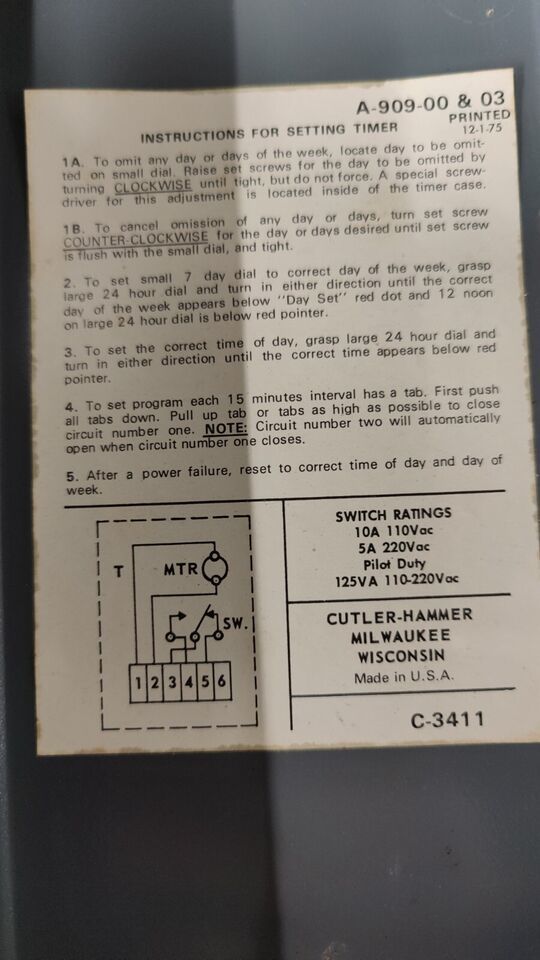 A-909-00 & 03
PRINTED
12-1-75
INSTRUCTIONS FOR SETTING TIMER
1A. To omit any day or days of the week, locate day to be omit-
ted on small dial. Raise set screws for the day to be omitted by
turning CLOCKWISE until tight, but do not force. A special screw-
driver for this adjustment is located inside of the timer case.
1B. To cancel omission of any day or days, turn set screw
COUNTER-CLOCKWISE for the day or days desired until set screw
is flush with the small dial, and tight.
2. To set small 7 day dial to correct day of the week, grasp
large 24 hour dial and turn in either direction until the correct
day of the week appears below "Day Set" red dot and 12 noon
on large 24 hour dial is below red pointer.
3. To set the correct time of day, grasp large 24 hour dial and
turn in either direction until the correct time appears below red
pointer.
4. To set program each 15 minutes interval has a tab. First push
all tabs down. Pull up tab or tabs as high as possible to close
circuit number one. NOTE: Circuit number two will automatically
open when circuit number one closes.
5. After a power failure, reset to correct time of day and day of
week.
T
MTR
SW.
1 2 3 4 5 6
SWITCH RATINGS
10A 110Vac
5A 220Vac
Pilot Duty
125VA 110-220Vac
CUTLER-HAMMER
MILWAUKEE
WISCONSIN
Made in U.S.A.
C-3411